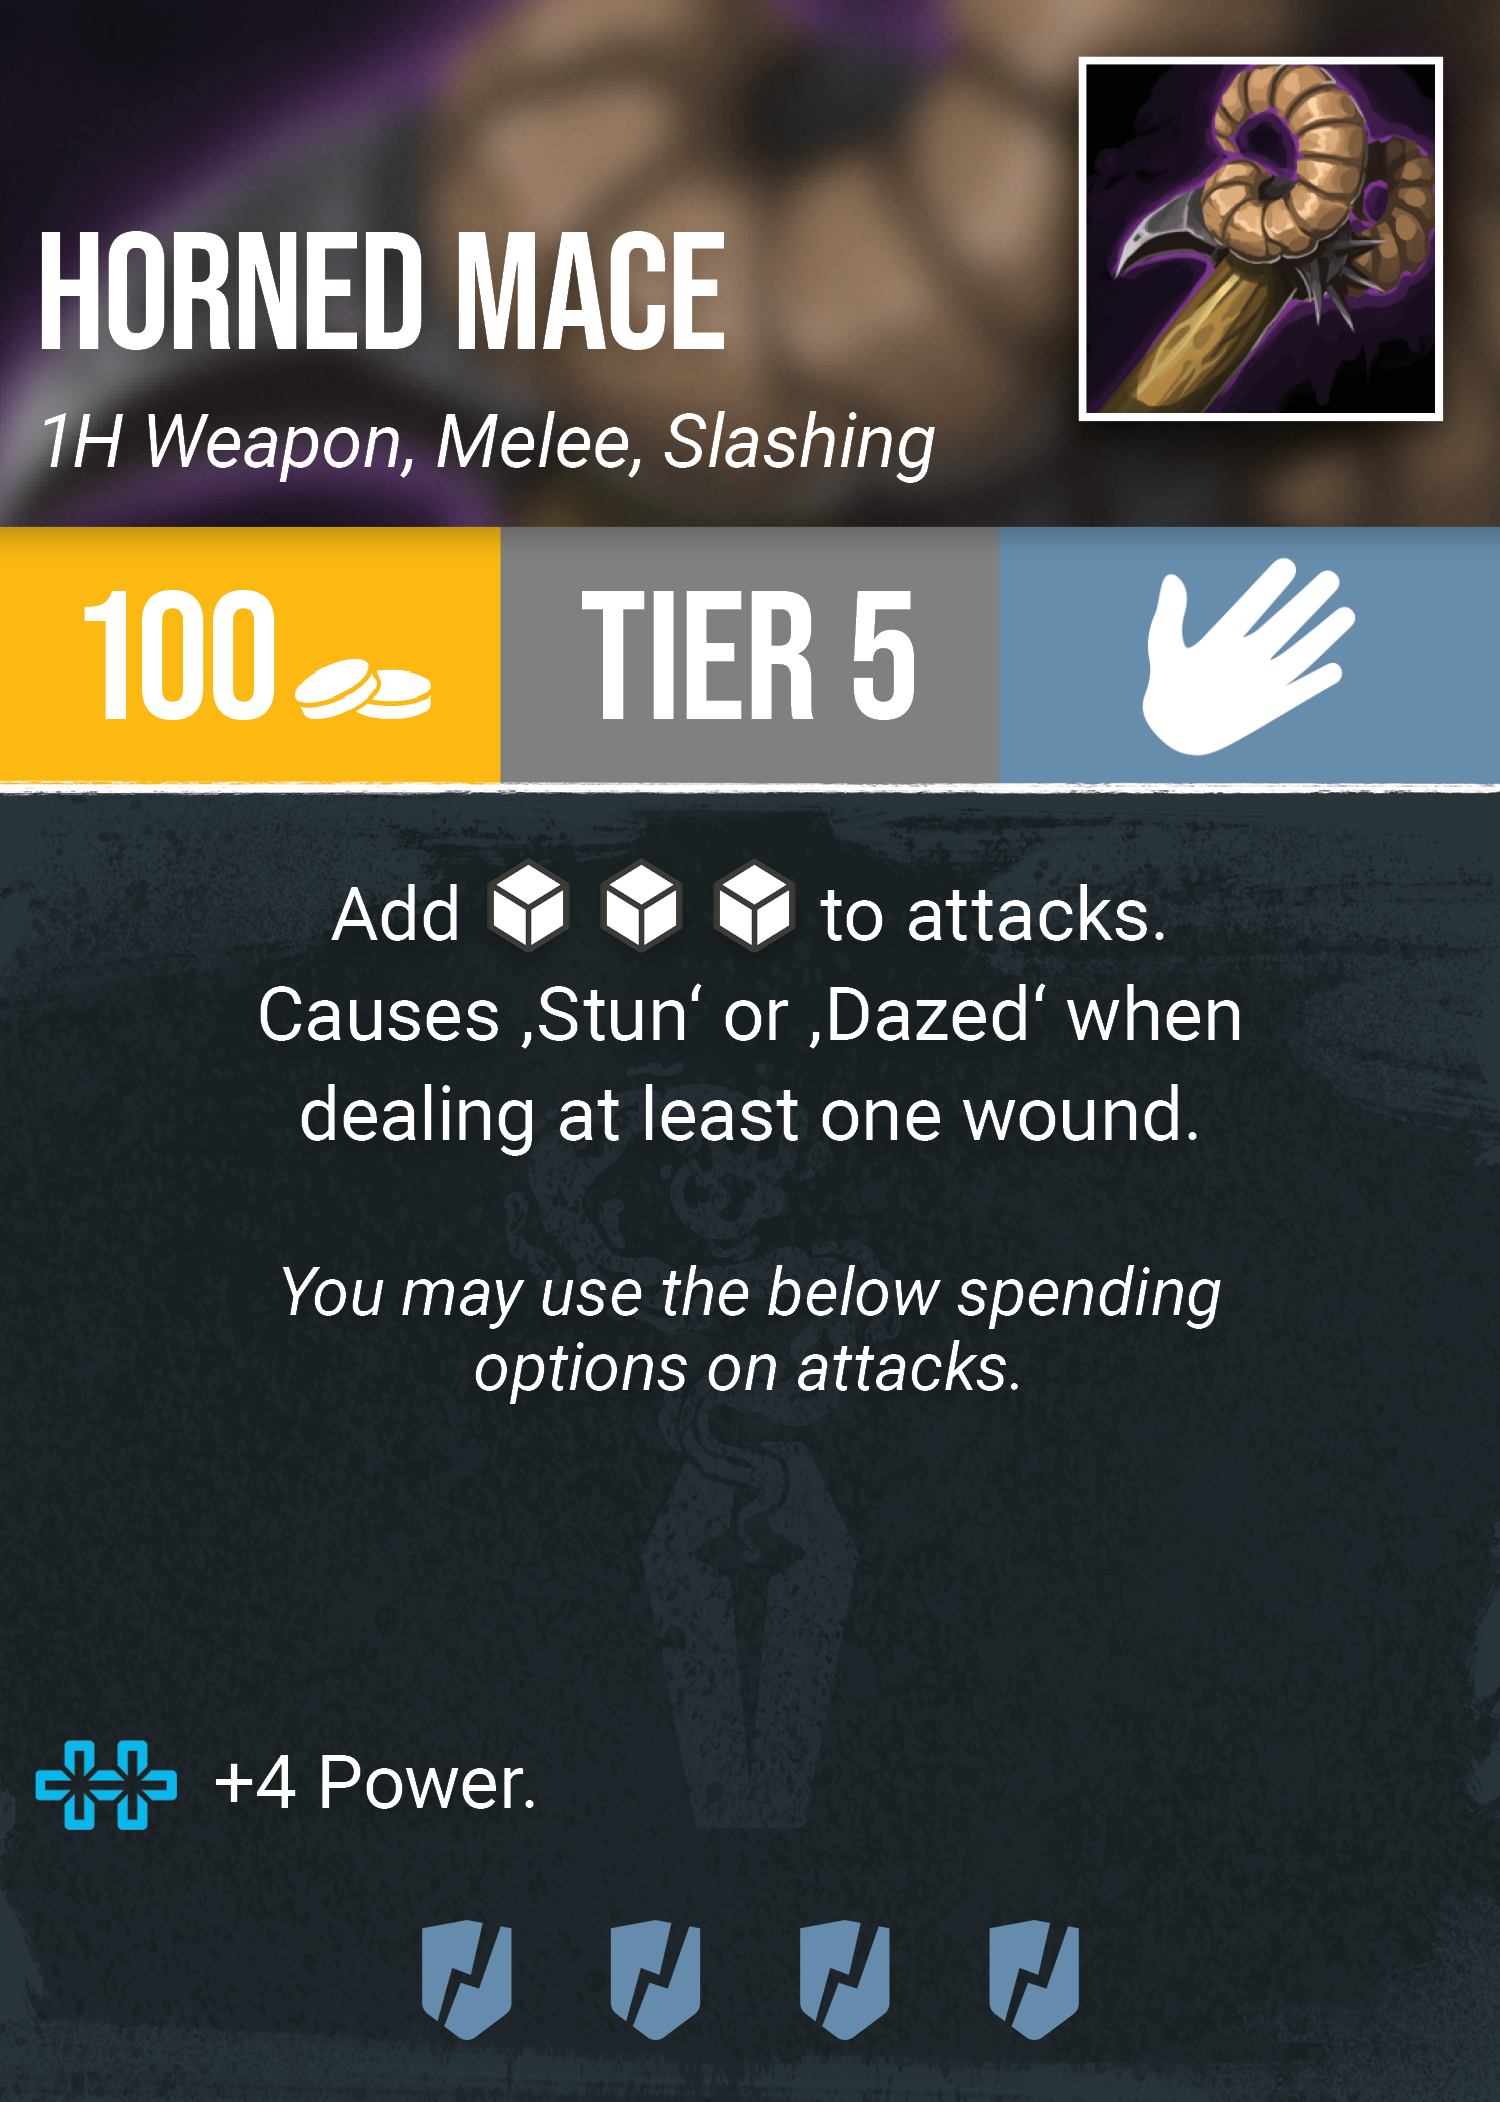 HORNED MACE
1H Weapon, Melee, Slashing
100
TIER 5
Add to attacks.
Causes ‚Stun‘ or ‚Dazed‘ when
dealing at least one wound.
You may use the below spending
options on attacks.
+4 Power.